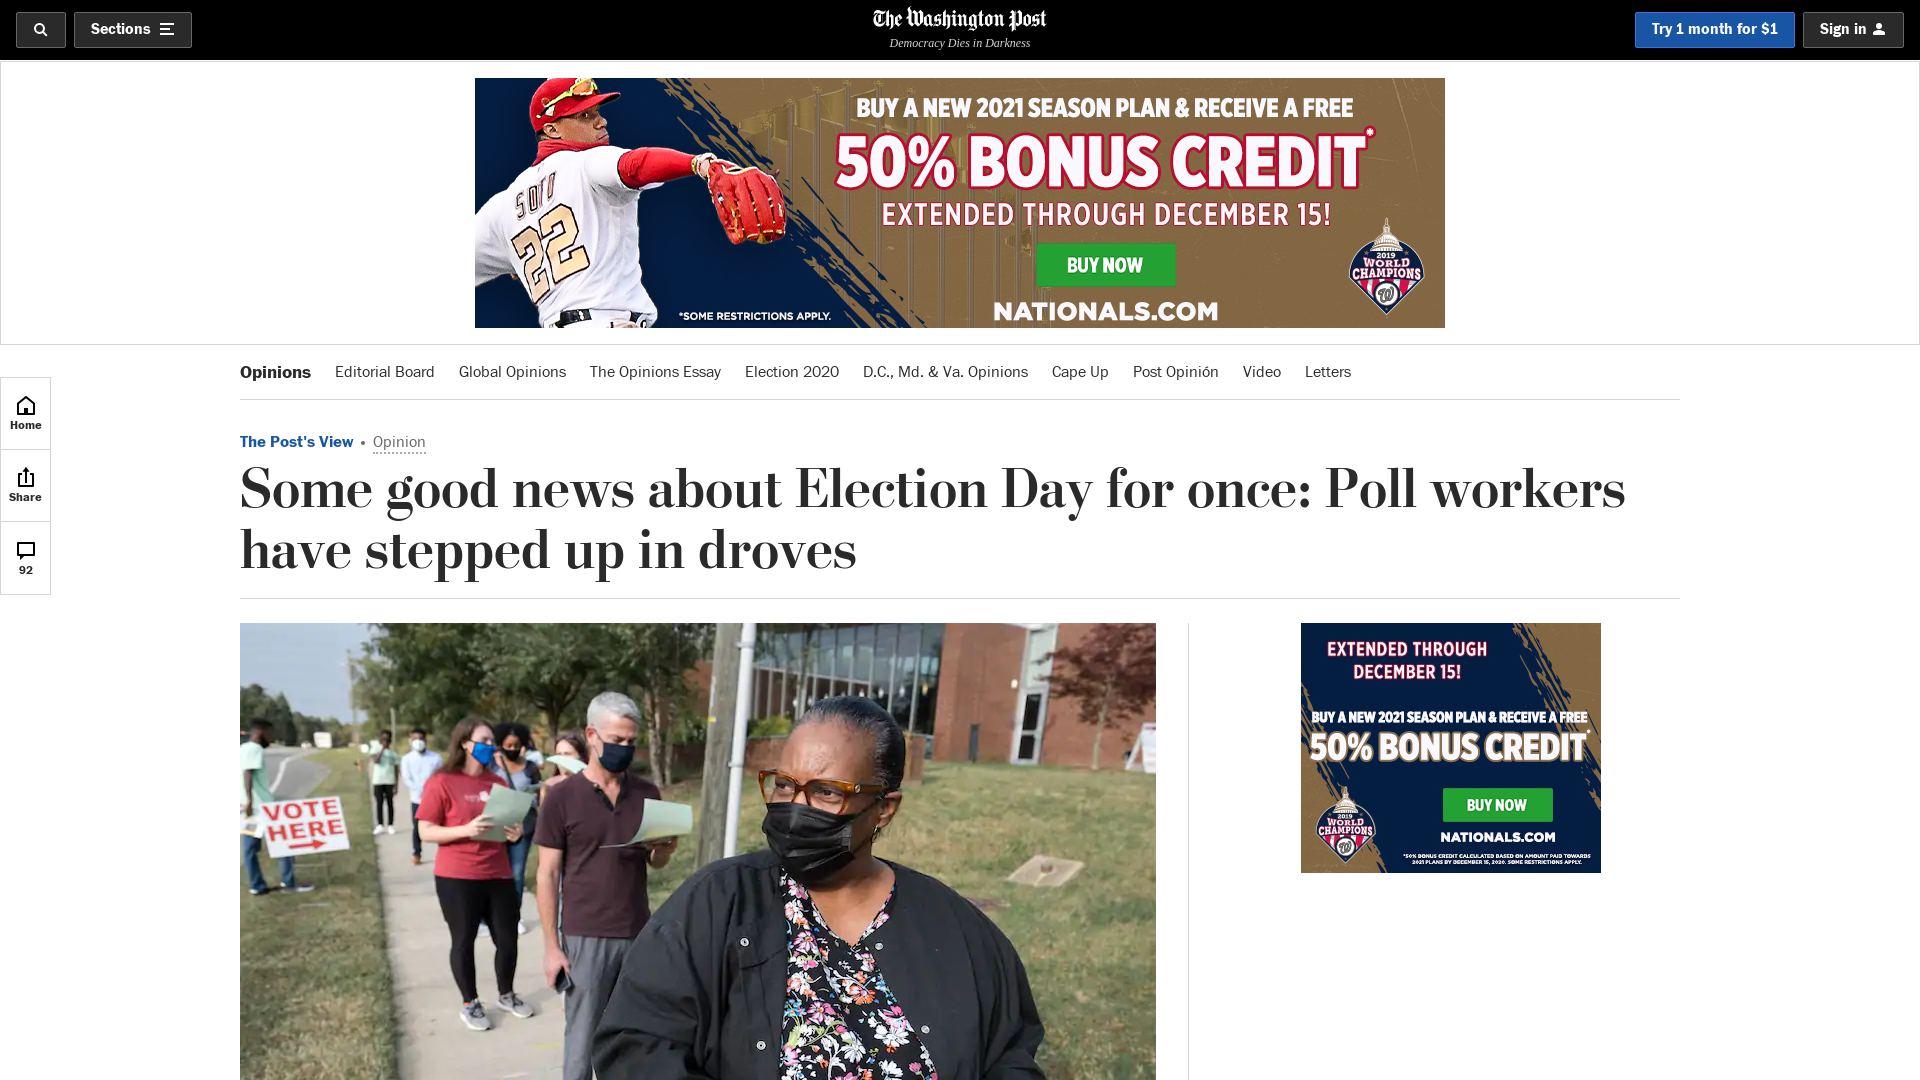 Sections
The Washington Post
Democracy Dies in Darkness
Try 1 month for $1
Sign in
BUY A NEW 2021 SEASON PLAN & RECEIVE A FREE
50% BONUS CREDIT*
EXTENDED THROUGH DECEMBER 15!
BUY NOW
NATIONALS.COM
*SOME RESTRICTIONS APPLY.
SOTO
22
2019
WORLD
CHAMPIONS
W
Opinions
Editorial Board
Global Opinions
The Opinions Essay
Election 2020
D.C., Md. & Va. Opinions
Cape Up
Post Opinión
Video
Letters
Home
Share
92
The Post's View • Opinion
Some good news about Election Day for once: Poll workers
have stepped up in droves
VOTE
HERE
EXTENDED THROUGH
DECEMBER 15!
BUY A NEW 2021 SEASON PLAN & RECEIVE A FREE
50% BONUS CREDIT*
BUY NOW
NATIONALS.COM
2019
WORLD
CHAMPIONS
W
*50% BONUS CREDIT CALCULATED BASED ON AMOUNT PAID TOWARDS
2021 PLANS BY DECEMBER 15, 2020. SOME RESTRICTIONS APPLY.